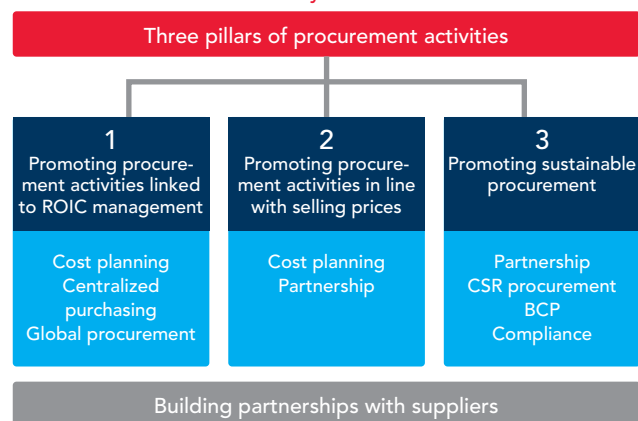 Three pillars of procurement activities
1
Promoting procure-
ment activities linked
to ROIC management
Cost planning
Centralized
purchasing
Global procurement
2
Promoting procure-
ment activities in line
with selling prices
Cost planning
Partnership
3
Promoting sustainable
procurement
Partnership
CSR procurement
BCP
Compliance
Building partnerships with suppliers